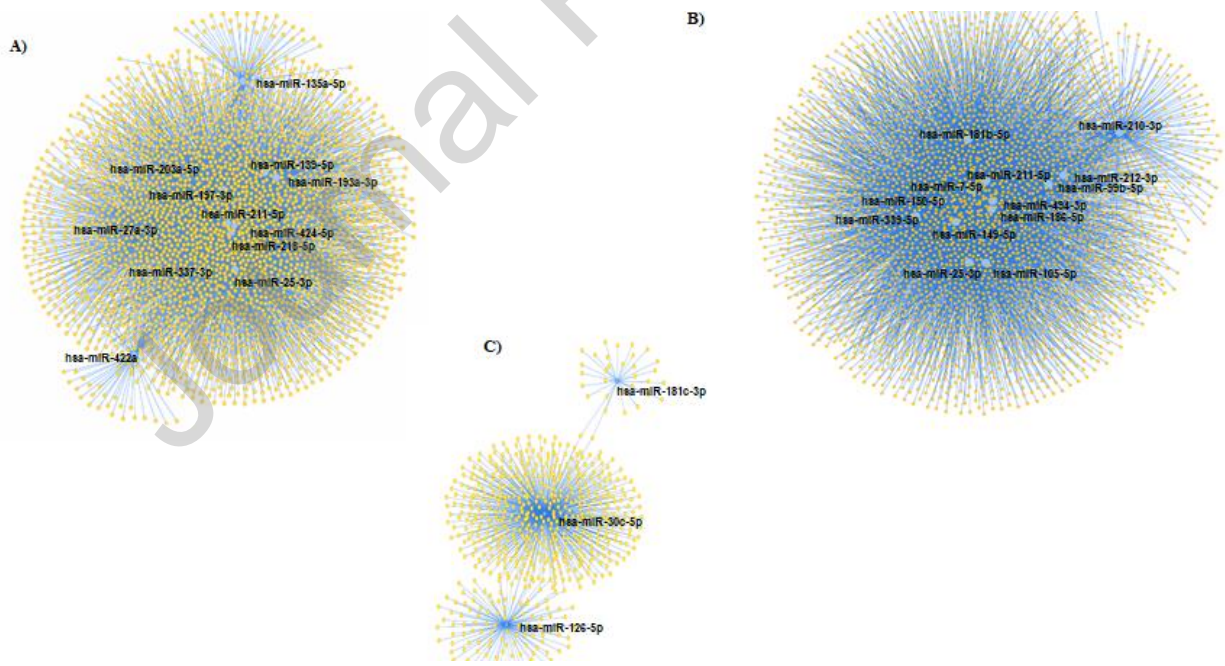 A)
hsa-miR-135a-5p
hsa-miR-203a-5p
hsa-miR-139-5p
hsa-miR-193a-3p
hsa-miR-197-3p
hsa-miR-211-5p
hsa-miR-27a-3p
hsa-miR-424-5p
hsa-miR-218-5p
hsa-miR-337-3p
hsa-miR-25-3p
hsa-miR-422a
B)
hsa-miR-210-3p
hsa-miR-181b-5p
hsa-miR-211-5p
hsa-miR-212-3p
hsa-miR-7-5p
hsa-miR-99b-5p
hsa-miR-150-5p
hsa-miR-494-3p
hsa-miR-339-5p
hsa-miR-186-5p
hsa-miR-149-5p
hsa-miR-25-3p
C)
hsa-miR-181c-3p
hsa-miR-30c-5p
hsa-miR-126-5p
Journal